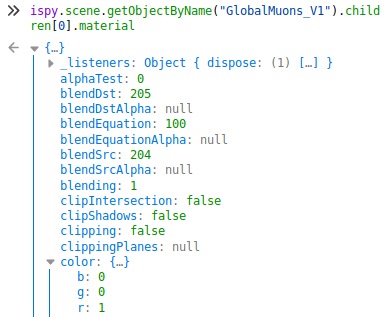 ispy.scene.getObjectByName("GlobalMuons_V1").child
ren[0].material
{…}
_listeners: Object { dispose: (1) […] }
alphaTest: 0
blendDst: 205
blendDstAlpha: null
blendEquation: 100
blendEquationAlpha: null
blendSrc: 204
blendSrcAlpha: null
blending: 1
clipIntersection: false
clipShadows: false
clipping: false
clippingPlanes: null
color: {…}
b: 0
g: 0
r: 1